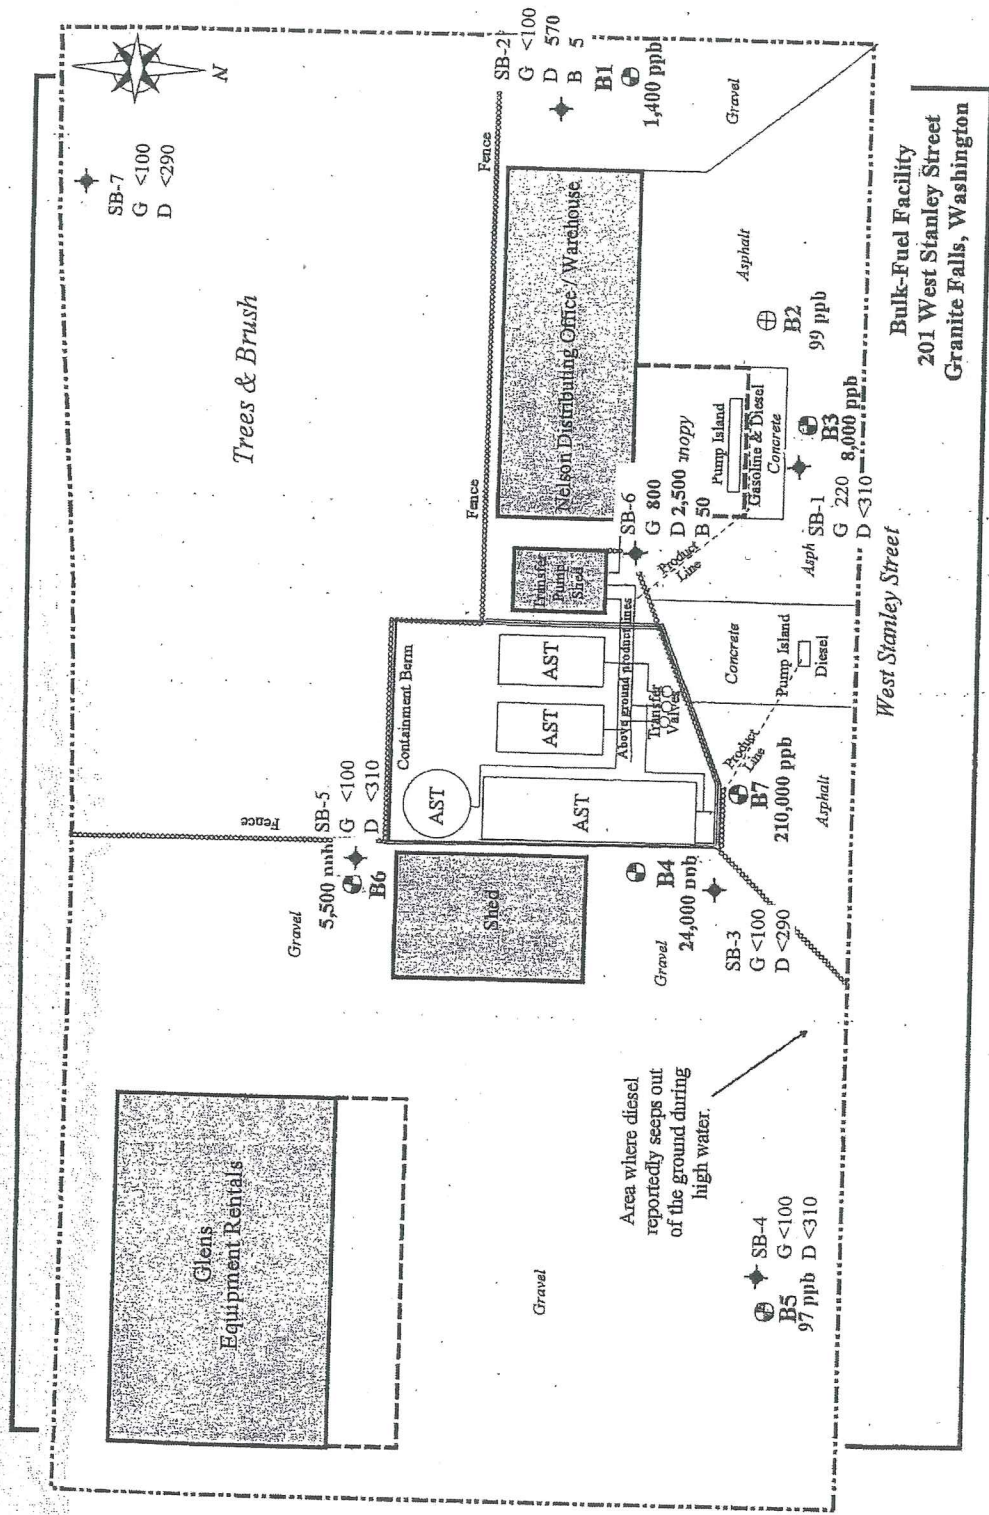 N
SB-7
G <100
D <290
Trees & Brush
Fence
SB-2
G <100
D 570
B 5
B1
1,400 ppb
Gravel
Nelson Distributing Office / Warehouse
Asphalt
B2
99 ppb
Fence
SB-6
G 800
D 2,500 nopy
B 50
Pump Island
Gasoline & Diesel
Concrete
B3
8,000 ppb
Asph SB-1
G 220
D <310
Transfer
Pump
Shed
Product
Line
Containment Berm
AST
AST
AST
AST
Above ground product lines
Transfer
Valves
Concrete
Pump Island
Diesel
Product
Line
B7
210,000 ppb
Asphalt
West Stanley Street
Fence
SB-5
G <100
D <310
B6
Gravel
Shed
B4
Gravel
SB-3
G <100
D <290
Glens
Equipment Rentals
Area where diesel
reportedly seeps out
of the ground during
high water.
Gravel
SB-4
G <100
D <310
B5
97 ppb
Bulk-Fuel Facility
201 West Stanley Street
Granite Falls, Washington